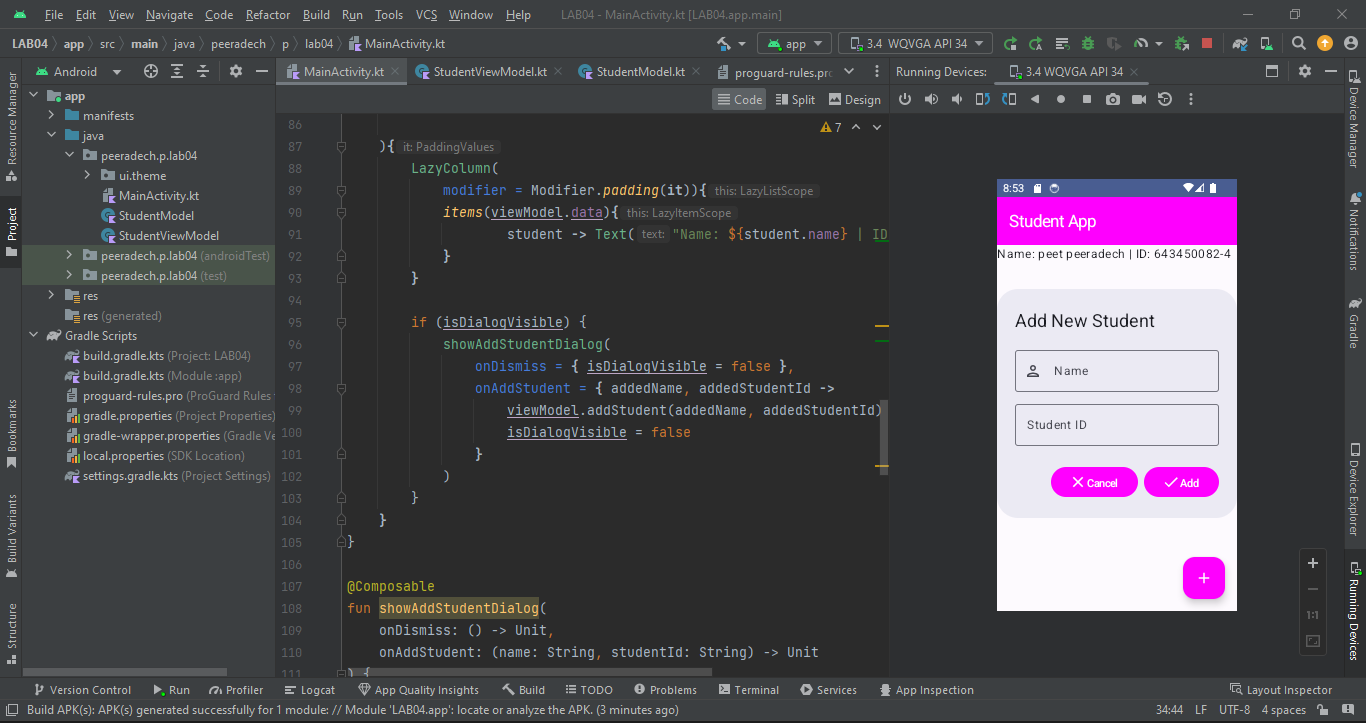 File Edit View Navigate Code Refactor Build Run Tools VCS Window Help LAB04 - MainActivity.kt [LAB04.app.main]
LAB04 app src main java peeradech p lab04 MainActivity.kt app 3.4 WQVGA API 34
Android MainActivity.kt StudentViewModel.kt StudentModel.kt proguard-rules.pro Running Devices: 3.4 WQVGA API 34
Code Split Design
Resource Manager
Project
Bookmarks
Build Variants
Structure
app
manifests
java
peeradech.p.lab04
ui.theme
MainActivity.kt
StudentModel
StudentViewModel
peeradech.p.lab04 (androidTest)
peeradech.p.lab04 (test)
res
res (generated)
Gradle Scripts
build.gradle.kts (Project: LAB04)
build.gradle.kts (Module :app)
proguard-rules.pro (ProGuard Rules
gradle.properties (Project Properties)
gradle-wrapper.properties (Gradle Ve
local.properties (SDK Location)
settings.gradle.kts (Project Settings)
7
86
87 ){ it: PaddingValues
88 LazyColumn(
89 modifier = Modifier.padding(it)){ this: LazyListScope
90 items(viewModel.data){ this: LazyItemScope
91 student -> Text( text: "Name: ${student.name} | ID
92 }
93 }
94
95 if (isDialogVisible) {
96 showAddStudentDialog(
97 onDismiss = { isDialogVisible = false },
98 onAddStudent = { addedName, addedStudentId ->
99 viewModel.addStudent(addedName, addedStudentId)
100 isDialogVisible = false
101 }
102 )
103 }
104 }
105 }
106
107 @Composable
108 fun showAddStudentDialog(
109 onDismiss: () -> Unit,
110 onAddStudent: (name: String, studentId: String) -> Unit
111 ) {
8:53
Student App
Name: peet peeradech | ID: 643450082-4
Add New Student
Name
Student ID
Cancel Add
+
1:1
Device Manager
Notifications
Gradle
Device Explorer
Running Devices
Version Control Run Profiler Logcat App Quality Insights Build TODO Problems Terminal Services App Inspection Layout Inspector
Build APK(s): APK(s) generated successfully for 1 module: // Module 'LAB04.app': locate or analyze the APK. (3 minutes ago) 34:44 LF UTF-8 4 spaces